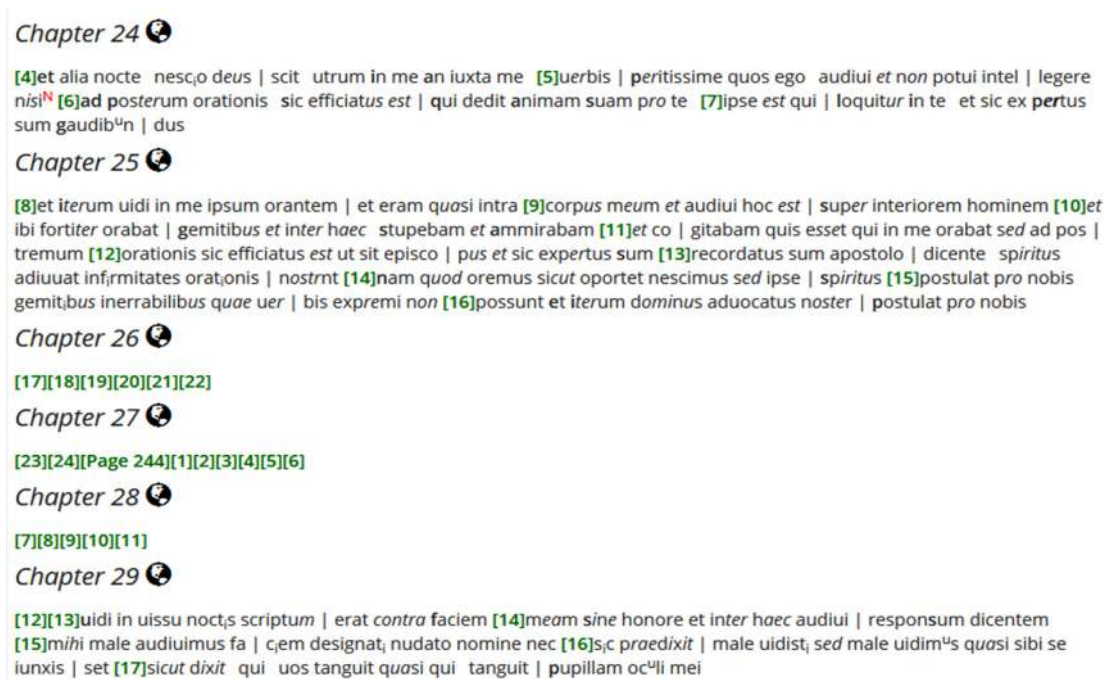 Chapter 24
[4]et alia nocte nescio deus | scit utrum in me an iuxta me [5]uerbis | peritissime quos ego audiui et non potui intel | legere
nisiN [6]ad posterum orationis sic efficiatus est | qui dedit animam suam pro te [7]ipse est qui | loquitur in te et sic ex pertus
sum gaudibun | dus
Chapter 25
[8]et iterum uidi in me ipsum orantem | et eram quasi intra [9]corpus meum et audiui hoc est | super interiorem hominem [10]et
ibi fortiter orabat | gemitibus et inter haec stupebam et ammirabam [11]et co | gitabam quis esset qui in me orabat sed ad pos |
tremum [12]orationis sic efficiatus est ut sit episco | pus et sic expertus sum [13]recordatus sum apostolo | dicente spiritus
adiuuat infirmitates orationis | nostrnt [14]nam quod oremus sicut oportet nescimus sed ipse | spiritus [15]postulat pro nobis
gemitibus inerrabilibus quae uer | bis expremi non [16]possunt et iterum dominus aduocatus noster | postulat pro nobis
Chapter 26
[17][18][19][20][21][22]
Chapter 27
[23][24][Page 244][1][2][3][4][5][6]
Chapter 28
[7][8][9][10][11]
Chapter 29
[12][13]uidi in uissu noctis scriptum | erat contra faciem [14]meam sine honore et inter haec audiui | responsum dicentem
[15]mihi male audiuimus fa | ciem designati nudato nomine nec [16]sic praedixit | male uidisti sed male uidimus quasi sibi se
iunxis | set [17]sicut dixit qui uos tanguit quasi qui tanguit | pupillam oculi mei